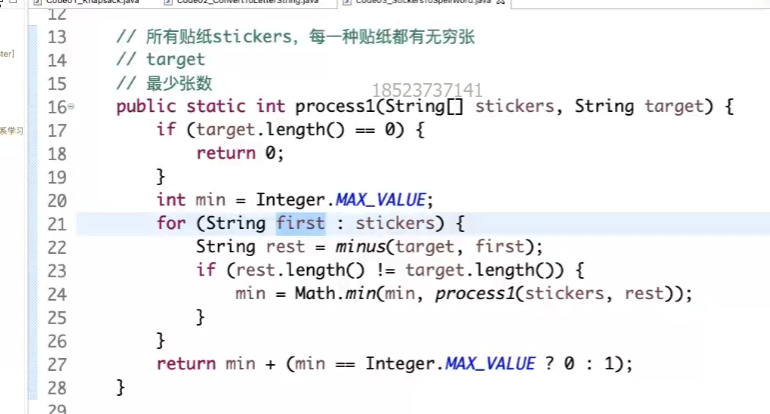 Code01_Knapsack.java Code02_ConvertToLetterString.java Code03_StickersToSpellWord.java
12
13 // 所有贴纸stickers，每一种贴纸都有无穷张
ster]
14 // target
15 // 最少张数
18523737141
16 public static int process1(String[] stickers, String target) {
系学习
17 if (target.length() == 0) {
18 return 0;
19 }
20 int min = Integer.MAX_VALUE;
21 for (String first : stickers) {
22 String rest = minus(target, first);
23 if (rest.length() != target.length()) {
24 min = Math.min(min, process1(stickers, rest));
25 }
26 }
27 return min + (min == Integer.MAX_VALUE ? 0 : 1);
28 }
29